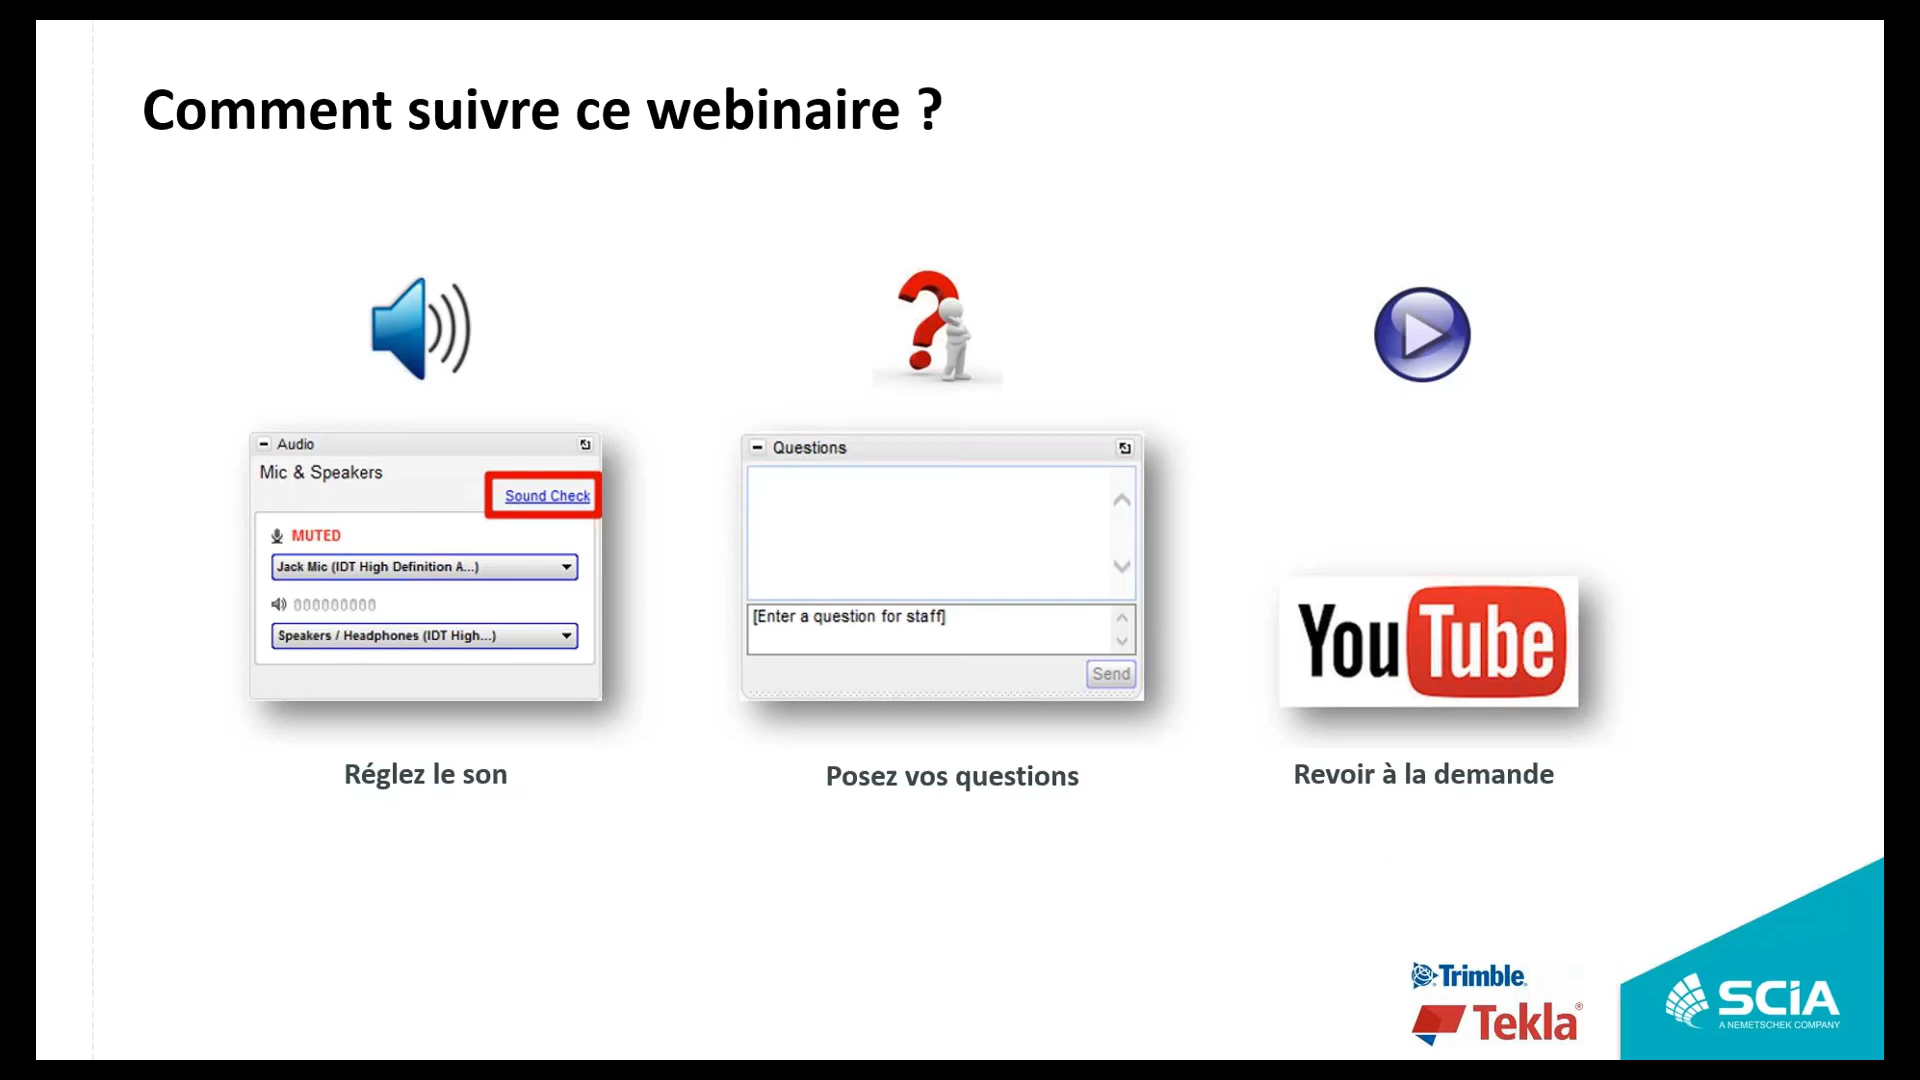 Comment suivre ce webinaire ?
Audio
Mic & Speakers
Sound Check
MUTED
Jack Mic (IDT High Definition A...)
000000000
Speakers / Headphones (IDT High...)
Réglez le son
Questions
[Enter a question for staff]
Send
Posez vos questions
YouTube
Revoir à la demande
Trimble
Tekla®
SCiA
A NEMETSCHEK COMPANY